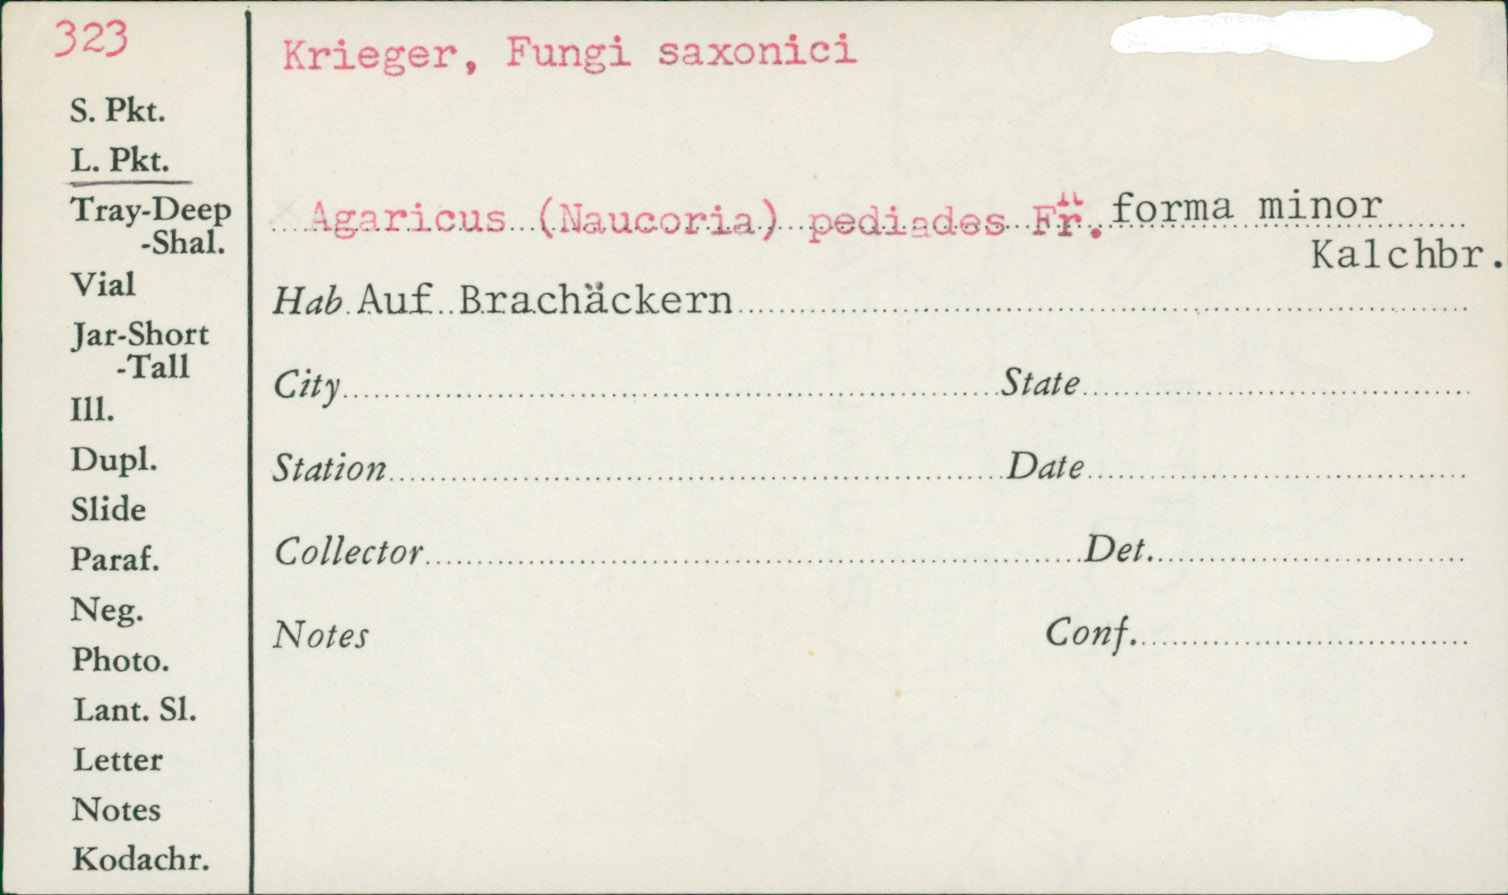 323
Krieger, Fungi saxonici
S. Pkt.
L. Pkt.
Tray-Deep
-Shal.
Vial
Jar-Short
-Tall
Ill.
Dupl.
Slide
Paraf.
Neg.
Photo.
Lant. Sl.
Letter
Notes
Kodachr.
Agaricus (Naucoria) pediades Fr. forma minor
Kalchbr.
Hab. Auf Brachäckern
City State
Station Date
Collector Det.
Notes Conf.